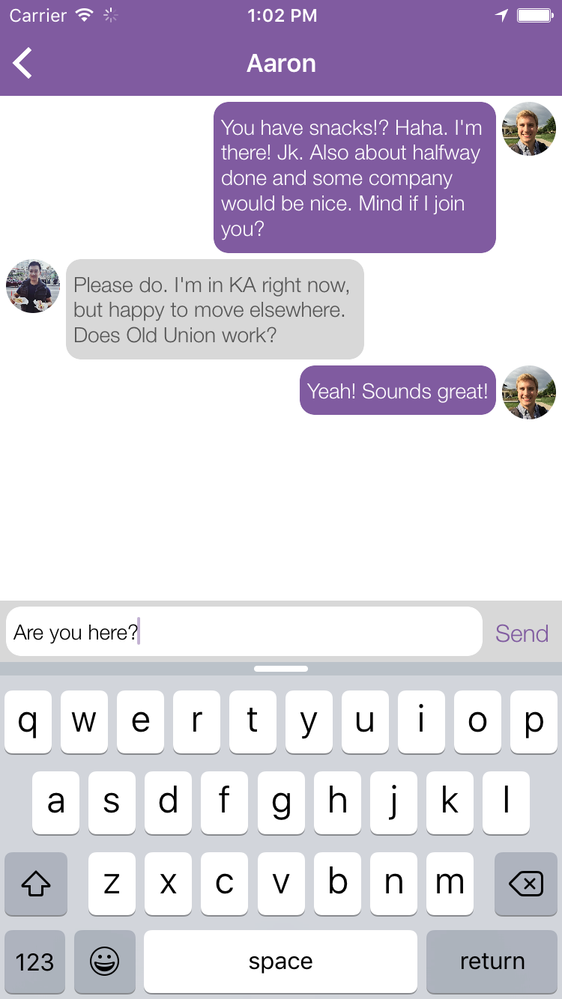 Carrier 1:02 PM
Aaron
You have snacks!? Haha. I'm
there! Jk. Also about halfway
done and some company
would be nice. Mind if I join
you?
Please do. I'm in KA right now,
but happy to move elsewhere.
Does Old Union work?
Yeah! Sounds great!
Are you here? Send
q w e r t y u i o p
a s d f g h j k l
z x c v b n m
123 space return